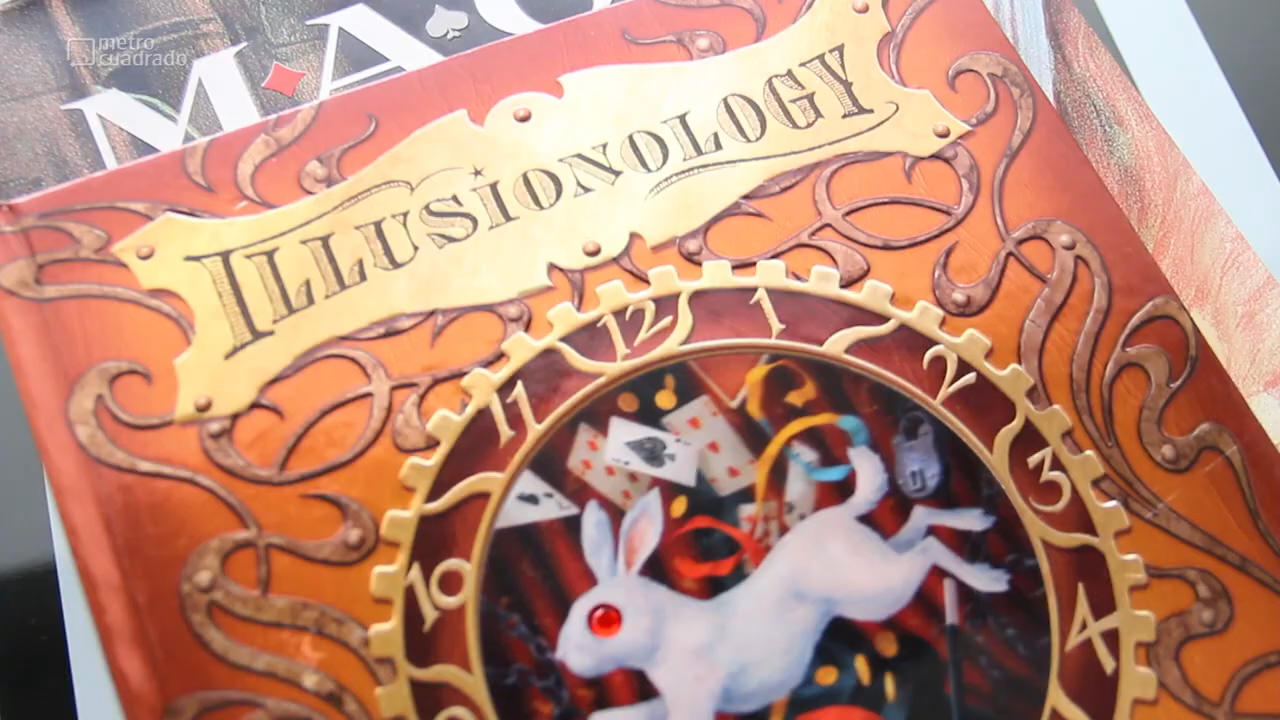 metro
cuadrado
M♦A♠G
ILLUSIONOLOGY
12 1
11 2
3
10
4